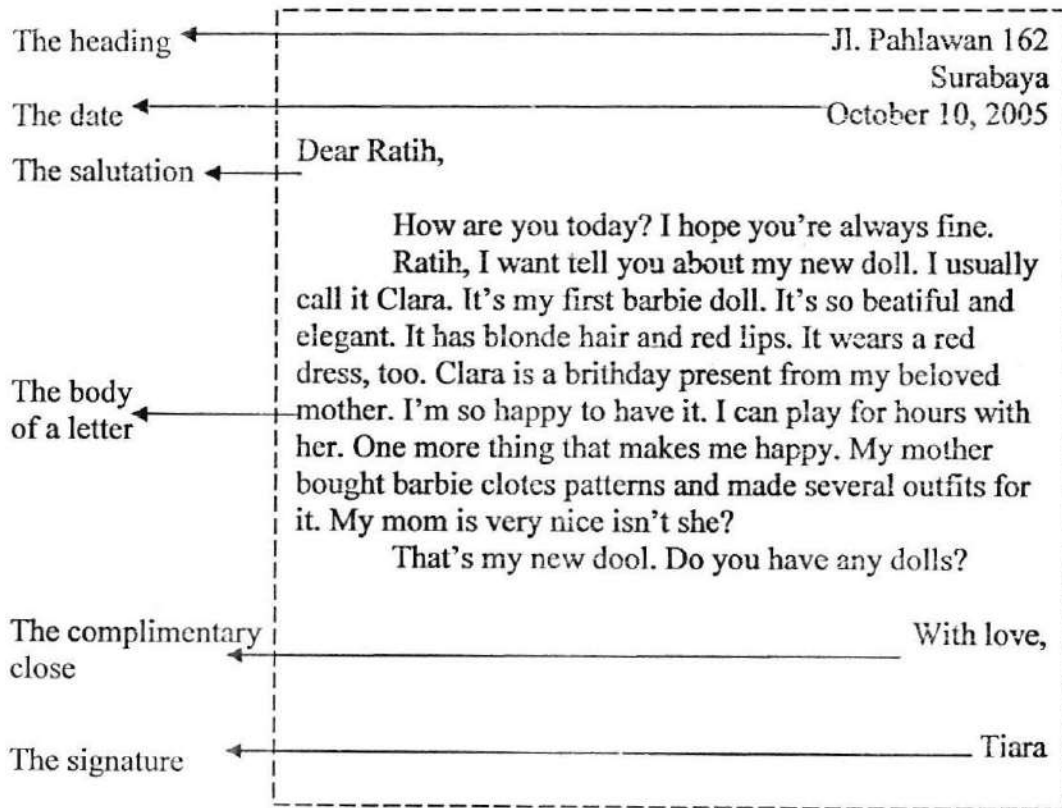 The heading
Jl. Pahlawan 162
Surabaya
The date
October 10, 2005
Dear Ratih,
The salutation
How are you today? I hope you're always fine.
Ratih, I want tell you about my new doll. I usually
call it Clara. It's my first barbie doll. It's so beatiful and
elegant. It has blonde hair and red lips. It wears a red
dress, too. Clara is a brithday present from my beloved
The body
of a letter
mother. I'm so happy to have it. I can play for hours with
her. One more thing that makes me happy. My mother
bought barbie clotes patterns and made several outfits for
it. My mom is very nice isn't she?
That's my new dool. Do you have any dolls?
The complimentary
close
With love,
The signature
Tiara